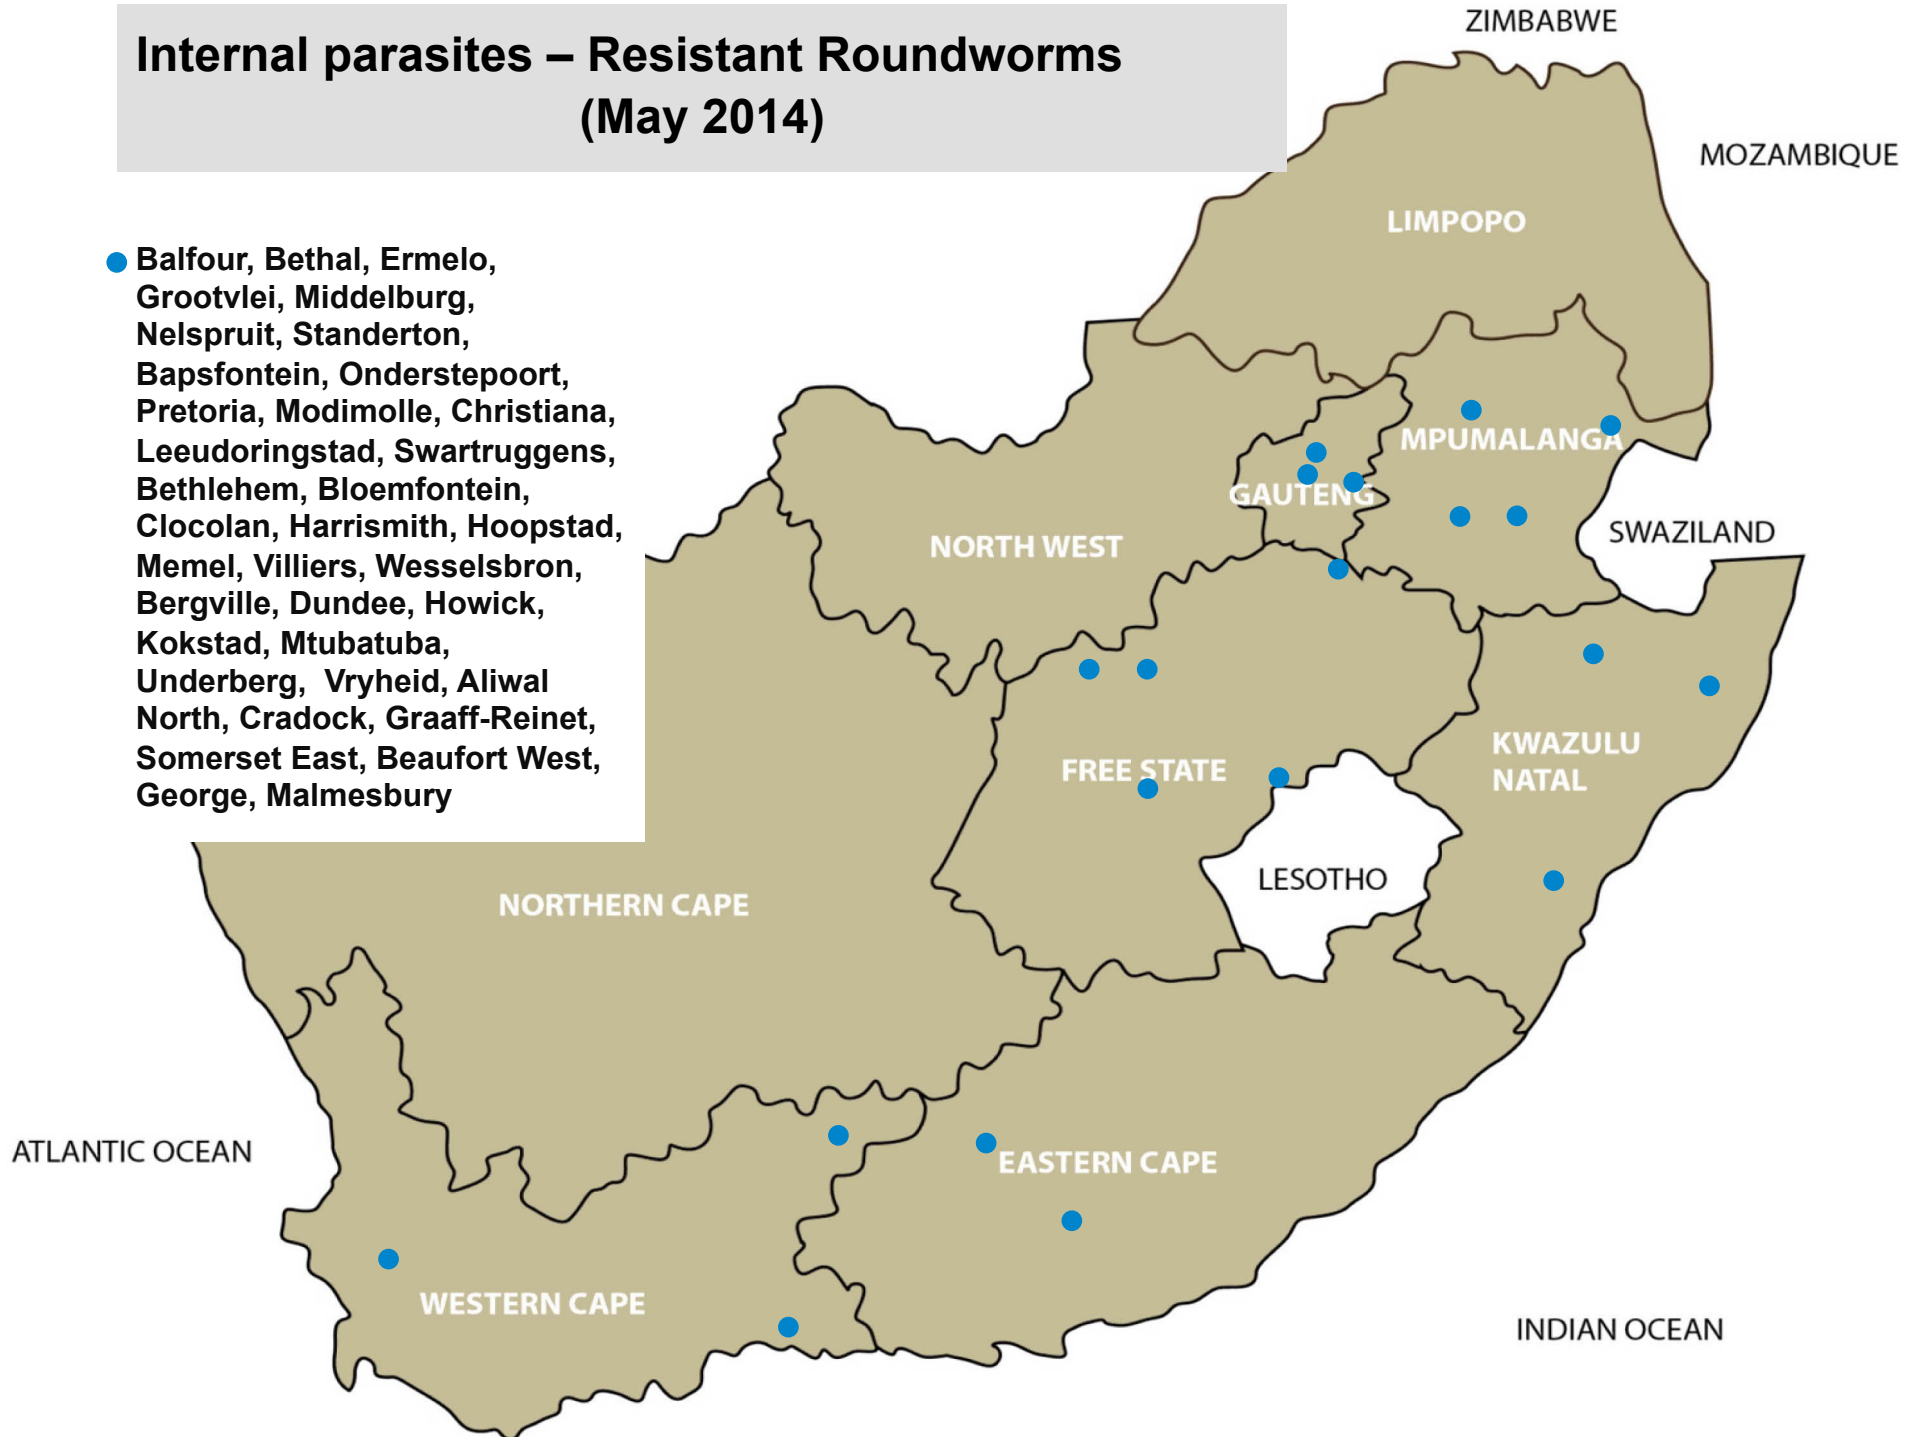 Internal parasites – Resistant Roundworms
(May 2014)
Balfour, Bethal, Ermelo,
Grootvlei, Middelburg,
Nelspruit, Standerton,
Bapsfontein, Onderstepoort,
Pretoria, Modimolle, Christiana,
Leeudoringstad, Swartruggens,
Bethlehem, Bloemfontein,
Clocolan, Harrismith, Hoopstad,
Memel, Villiers, Wesselsbron,
Bergville, Dundee, Howick,
Kokstad, Mtubatuba,
Underberg, Vryheid, Aliwal
North, Cradock, Graaff-Reinet,
Somerset East, Beaufort West,
George, Malmesbury
ZIMBABWE
MOZAMBIQUE
LIMPOPO
MPUMALANGA
GAUTENG
SWAZILAND
NORTH WEST
KWAZULU
NATAL
FREE STATE
LESOTHO
NORTHERN CAPE
ATLANTIC OCEAN
EASTERN CAPE
WESTERN CAPE
INDIAN OCEAN